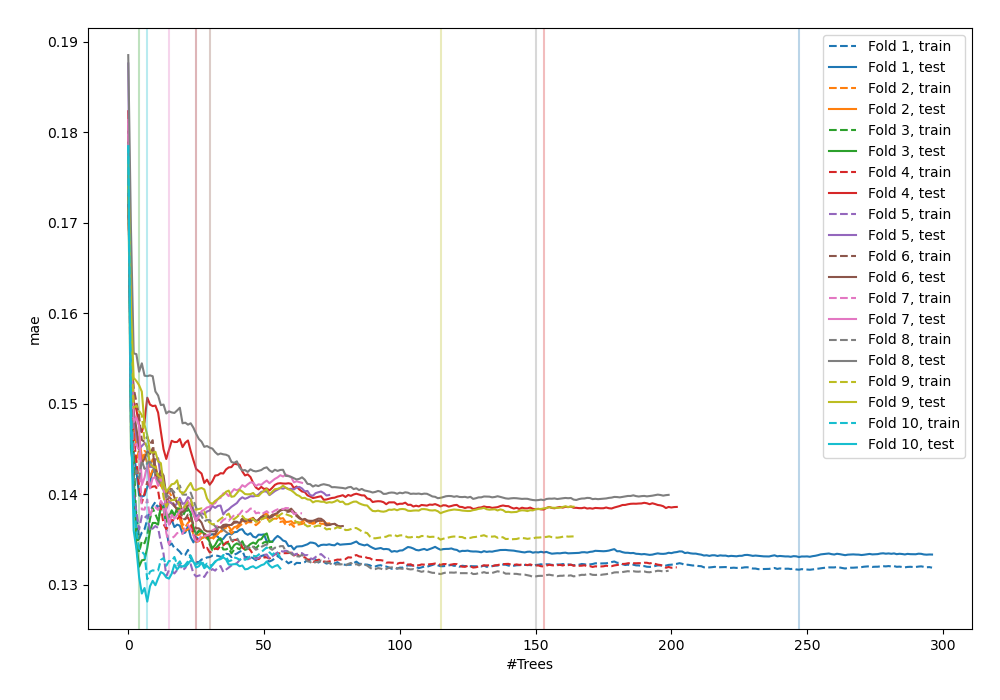 0.19
0.18
0.17
0.16
0.15
0.14
0.13
mae
0
50
100
150
200
250
300
#Trees
Fold 1, train
Fold 1, test
Fold 2, train
Fold 2, test
Fold 3, train
Fold 3, test
Fold 4, train
Fold 4, test
Fold 5, train
Fold 5, test
Fold 6, train
Fold 6, test
Fold 7, train
Fold 7, test
Fold 8, train
Fold 8, test
Fold 9, train
Fold 9, test
Fold 10, train
Fold 10, test